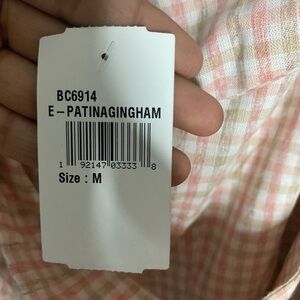 BC6914
E-PATINAGINGHAM
1 92147 03333 8
Size : M